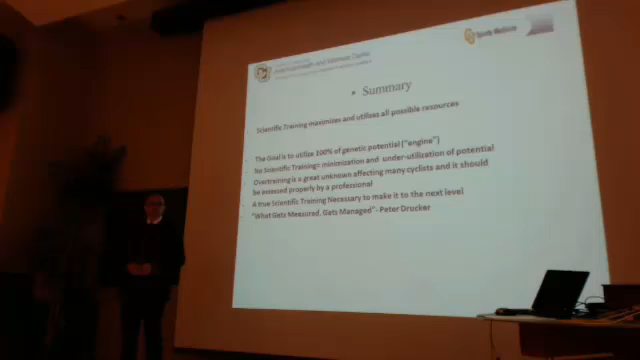 Sports Medicine
• Summary
Scientific Training maximizes and utilizes all possible resources
The Goal is to utilize 100% of genetic potential ("engine")
No Scientific Training= minimization and under-utilization of potential
Overtraining is a great unknown affecting many cyclists and it should
be assessed properly by a professional
A true Scientific Training Necessary to make it to the next level
"What Gets Measured, Gets Managed"- Peter Drucker